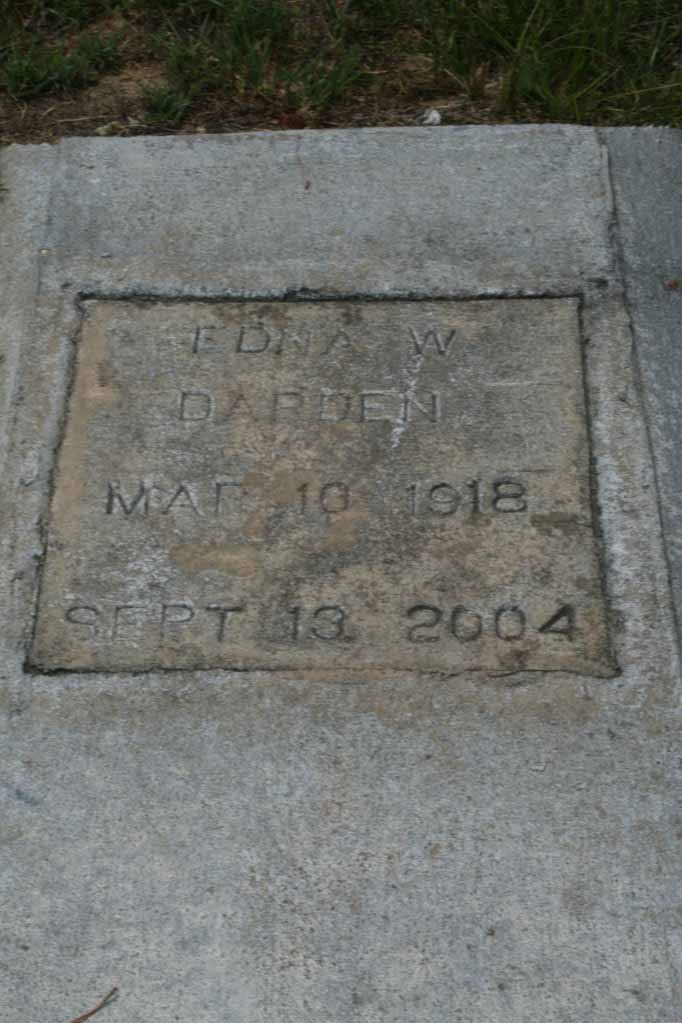 EDNA W
DARDEN
MAR 10 1918
SEPT 13 2004